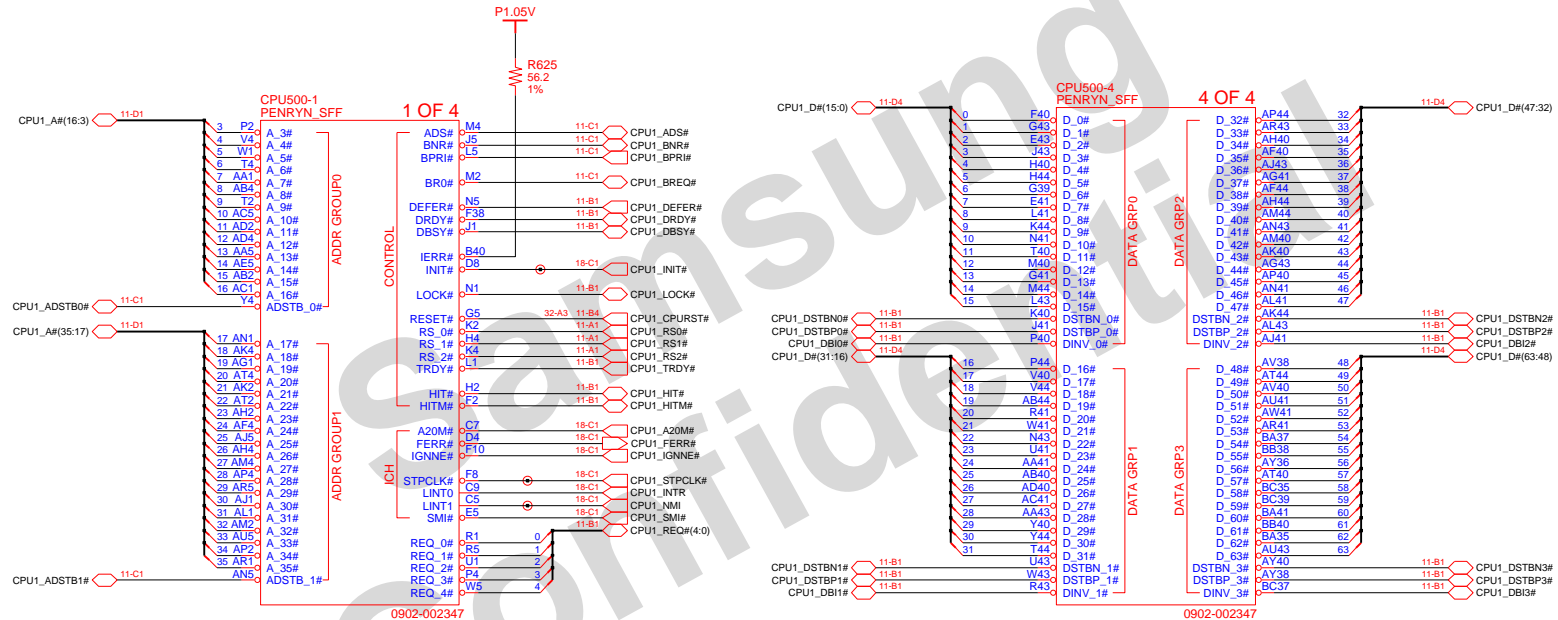 P1.05V
R625
56.2
1%
CPU500-1
PENRYN_SFF
1 OF 4
CPU1_A#(16:3) 11-D1
3 P2 A_3#
4 V4 A_4#
5 W1 A_5#
6 T4 A_6#
7 AA1 A_7#
8 AB4 A_8#
9 T2 A_9#
10 AC5 A_10#
11 AD2 A_11#
12 AD4 A_12#
13 AA5 A_13#
14 AE5 A_14#
15 AB2 A_15#
16 AC1 A_16#
CPU1_ADSTB0# 11-C1 Y4 ADSTB_0#
ADDR GROUP0
CPU1_A#(35:17) 11-D1
17 AN1 A_17#
18 AK4 A_18#
19 AG1 A_19#
20 AT4 A_20#
21 AK2 A_21#
22 AT2 A_22#
23 AH2 A_23#
24 AF4 A_24#
25 AJ5 A_25#
26 AH4 A_26#
27 AM4 A_27#
28 AP4 A_28#
29 AR5 A_29#
30 AJ1 A_30#
31 AL1 A_31#
32 AM2 A_32#
33 AU5 A_33#
34 AP2 A_34#
35 AR1 A_35#
CPU1_ADSTB1# 11-C1 AN5 ADSTB_1#
ADDR GROUP1
CONTROL
ADS# M4 11-C1 CPU1_ADS#
BNR# J5 11-C1 CPU1_BNR#
BPRI# L5 11-C1 CPU1_BPRI#
BR0# M2 11-C1 CPU1_BREQ#
DEFER# N5 11-B1 CPU1_DEFER#
DRDY# F38 11-B1 CPU1_DRDY#
DBSY# J1 11-B1 CPU1_DBSY#
IERR# B40
INIT# D8 18-C1 CPU1_INIT#
LOCK# N1 11-B1 CPU1_LOCK#
RESET# G5 32-A3 11-B4 CPU1_CPURST#
RS_0# K2 11-A1 CPU1_RS0#
RS_1# H4 11-A1 CPU1_RS1#
RS_2# K4 11-A1 CPU1_RS2#
TRDY# L1 11-B1 CPU1_TRDY#
HIT# H2 11-B1 CPU1_HIT#
HITM# F2 11-B1 CPU1_HITM#
ICH
A20M# C7 18-C1 CPU1_A20M#
FERR# D4 18-C1 CPU1_FERR#
IGNNE# F10 18-C1 CPU1_IGNNE#
STPCLK# F8 18-C1 CPU1_STPCLK#
LINT0 C9 18-C1 CPU1_INTR
LINT1 C5 18-C1 CPU1_NMI
SMI# E5 18-C1 CPU1_SMI#
11-B1 CPU1_REQ#(4:0)
REQ_0# R1 0
REQ_1# R5 1
REQ_2# U1 2
REQ_3# P4 3
REQ_4# W5 4
0902-002347
CPU500-4
PENRYN_SFF
4 OF 4
CPU1_D#(15:0) 11-D4
0 F40 D_0#
1 G43 D_1#
2 E43 D_2#
3 J43 D_3#
4 H40 D_4#
5 H44 D_5#
6 G39 D_6#
7 E41 D_7#
8 L41 D_8#
9 K44 D_9#
10 N41 D_10#
11 T40 D_11#
12 M40 D_12#
13 G41 D_13#
14 M44 D_14#
15 L43 D_15#
CPU1_DSTBN0# 11-B1 K40 DSTBN_0#
CPU1_DSTBP0# 11-B1 J41 DSTBP_0#
CPU1_DBI0# 11-B1 P40 DINV_0#
DATA GRP0
CPU1_D#(31:16) 11-D4
16 P44 D_16#
17 V40 D_17#
18 V44 D_18#
19 AB44 D_19#
20 R41 D_20#
21 W41 D_21#
22 N43 D_22#
23 U41 D_23#
24 AA41 D_24#
25 AB40 D_25#
26 AD40 D_26#
27 AC41 D_27#
28 AA43 D_28#
29 Y40 D_29#
30 Y44 D_30#
31 T44 D_31#
CPU1_DSTBN1# 11-B1 U43 DSTBN_1#
CPU1_DSTBP1# 11-B1 W43 DSTBP_1#
CPU1_DBI1# 11-B1 R43 DINV_1#
DATA GRP1
DATA GRP2
11-D4 CPU1_D#(47:32)
D_32# AP44 32
D_33# AR43 33
D_34# AH40 34
D_35# AF40 35
D_36# AJ43 36
D_37# AG41 37
D_38# AF44 38
D_39# AH44 39
D_40# AM44 40
D_41# AN43 41
D_42# AM40 42
D_43# AK40 43
D_44# AG43 44
D_45# AP40 45
D_46# AN41 46
D_47# AL41 47
DSTBN_2# AK44 11-B1 CPU1_DSTBN2#
DSTBP_2# AL43 11-B1 CPU1_DSTBP2#
DINV_2# AJ41 11-B1 CPU1_DBI2#
DATA GRP3
11-D4 CPU1_D#(63:48)
D_48# AV38 48
D_49# AT44 49
D_50# AV40 50
D_51# AU41 51
D_52# AW41 52
D_53# AR41 53
D_54# BA37 54
D_55# BB38 55
D_56# AY36 56
D_57# AT40 57
D_58# BC35 58
D_59# BC39 59
D_60# BA41 60
D_61# BB40 61
D_62# BA35 62
D_63# AU43 63
DSTBN_3# AY40 11-B1 CPU1_DSTBN3#
DSTBP_3# AY38 11-B1 CPU1_DSTBP3#
DINV_3# BC37 11-B1 CPU1_DBI3#
0902-002347
Samsung
Confidential